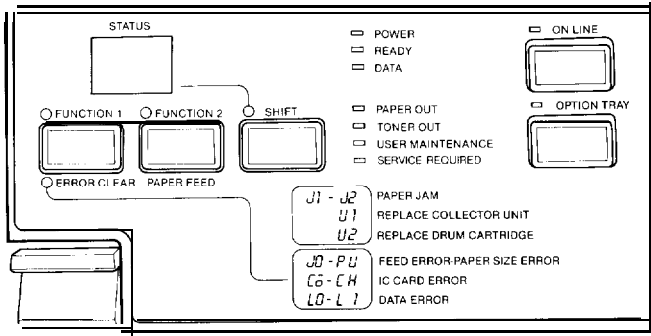 STATUS
POWER
READY
DATA
ON LINE
FUNCTION 1 FUNCTION 2 SHIFT
PAPER OUT
TONER OUT
USER MAINTENANCE
SERVICE REQUIRED
OPTION TRAY
ERROR CLEAR PAPER FEED
J1 - J2 PAPER JAM
U1 REPLACE COLLECTOR UNIT
U2 REPLACE DRUM CARTRIDGE
J0 - PU FEED ERROR·PAPER SIZE ERROR
C0 - CH IC CARD ERROR
L0 - L1 DATA ERROR